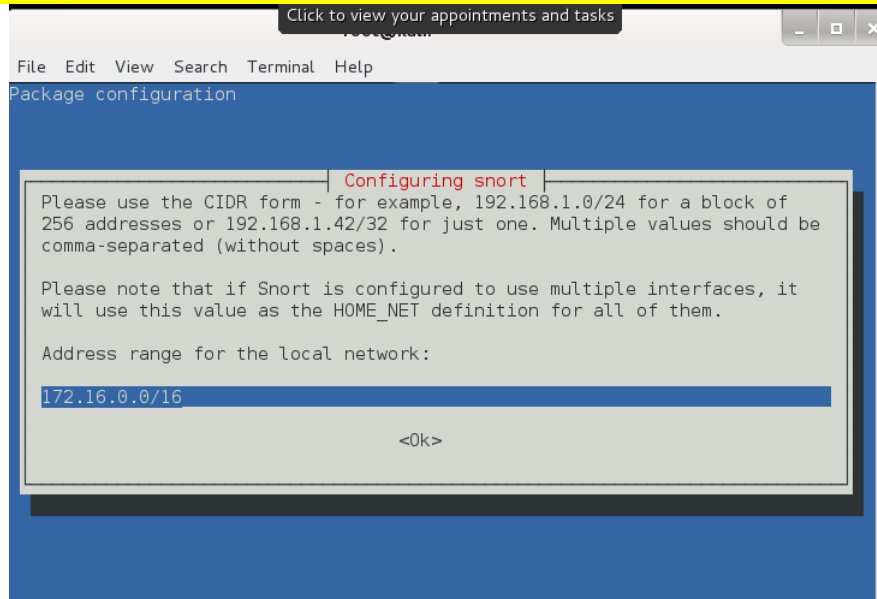 Click to view your appointments and tasks
File Edit View Search Terminal Help
Package configuration
Configuring snort
Please use the CIDR form - for example, 192.168.1.0/24 for a block of
256 addresses or 192.168.1.42/32 for just one. Multiple values should be
comma-separated (without spaces).
Please note that if Snort is configured to use multiple interfaces, it
will use this value as the HOME_NET definition for all of them.
Address range for the local network:
172.16.0.0/16
<Ok>